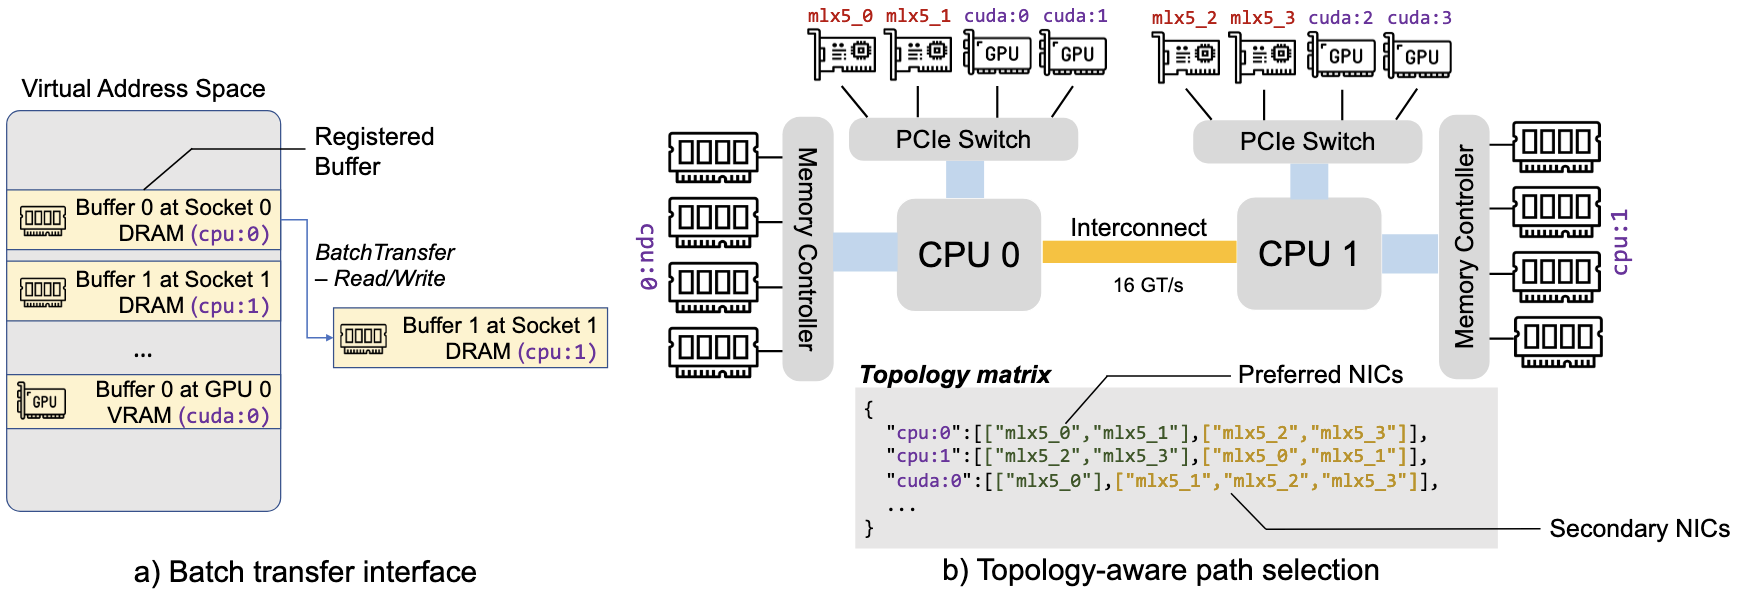 Virtual Address Space
Registered
Buffer
Buffer 0 at Socket 0
DRAM (cpu:0)
Buffer 1 at Socket 1
DRAM (cpu:1)
...
GPU
Buffer 0 at GPU 0
VRAM (cuda:0)
BatchTransfer
– Read/Write
Buffer 1 at Socket 1
DRAM (cpu:1)
a) Batch transfer interface
mlx5_0 mlx5_1 cuda:0 cuda:1
GPU GPU
PCIe Switch
mlx5_2 mlx5_3 cuda:2 cuda:3
GPU GPU
PCIe Switch
cpu:0
Memory Controller
CPU 0
Interconnect
16 GT/s
CPU 1
Memory Controller
cpu:1
Topology matrix
Preferred NICs
{
"cpu:0":[["mlx5_0","mlx5_1"],["mlx5_2","mlx5_3"]],
"cpu:1":[["mlx5_2","mlx5_3"],["mlx5_0","mlx5_1"]],
"cuda:0":[["mlx5_0"],["mlx5_1","mlx5_2","mlx5_3"]],
...
}
Secondary NICs
b) Topology-aware path selection